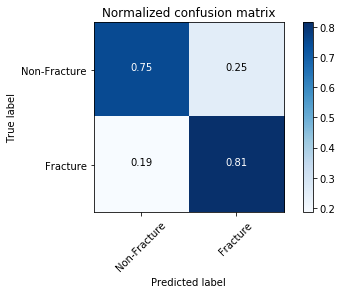 Normalized confusion matrix
True label
Non-Fracture
0.75
0.25
Fracture
0.19
0.81
Non-Fracture
Fracture
Predicted label
0.8
0.7
0.6
0.5
0.4
0.3
0.2